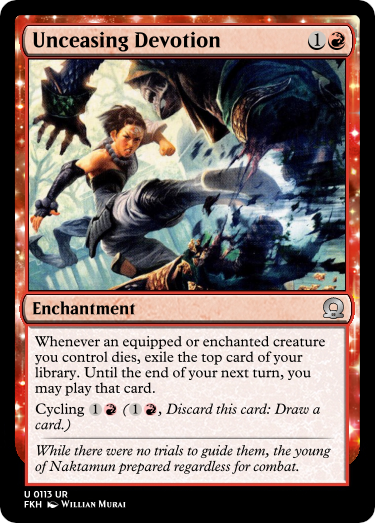 Unceasing Devotion 1
Enchantment
Whenever an equipped or enchanted creature
you control dies, exile the top card of your
library. Until the end of your next turn, you
may play that card.
Cycling 1 (1, Discard this card: Draw a
card.)
While there were no trials to guide them, the young
of Naktamun prepared regardless for combat.
U 0113 UR
FKH Willian Murai